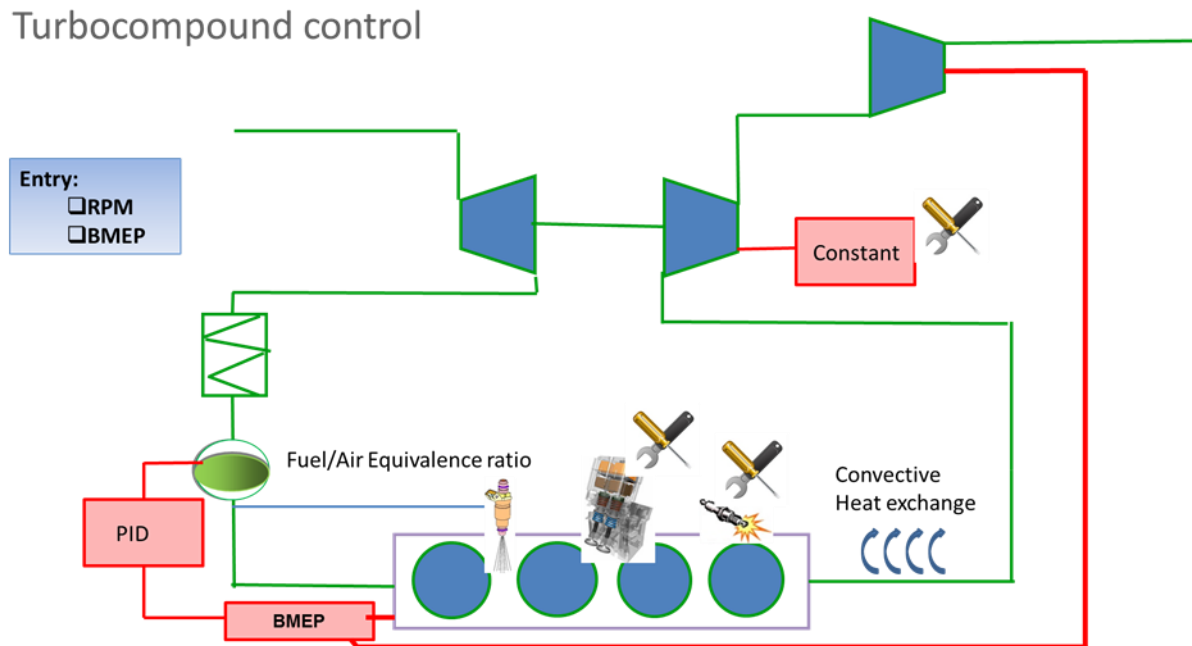 Turbocompound control
Entry:
❑RPM
❑BMEP
Constant
Fuel/Air Equivalence ratio
Convective
Heat exchange
PID
BMEP